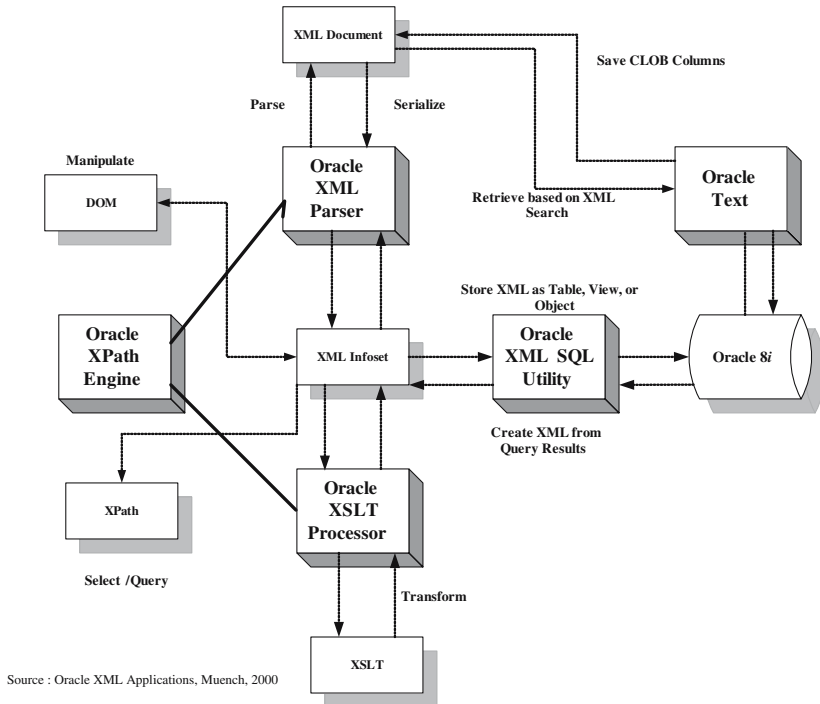 XML Document
Save CLOB Columns
Parse
Serialize
Manipulate
DOM
Oracle
XML
Parser
Oracle
Text
Retrieve based on XML
Search
Store XML as Table, View, or
Object
Oracle
XPath
Engine
XML Infoset
Oracle
XML SQL
Utility
Oracle 8i
Create XML from
Query Results
XPath
Select /Query
Oracle
XSLT
Processor
Transform
XSLT
Source : Oracle XML Applications, Muench, 2000